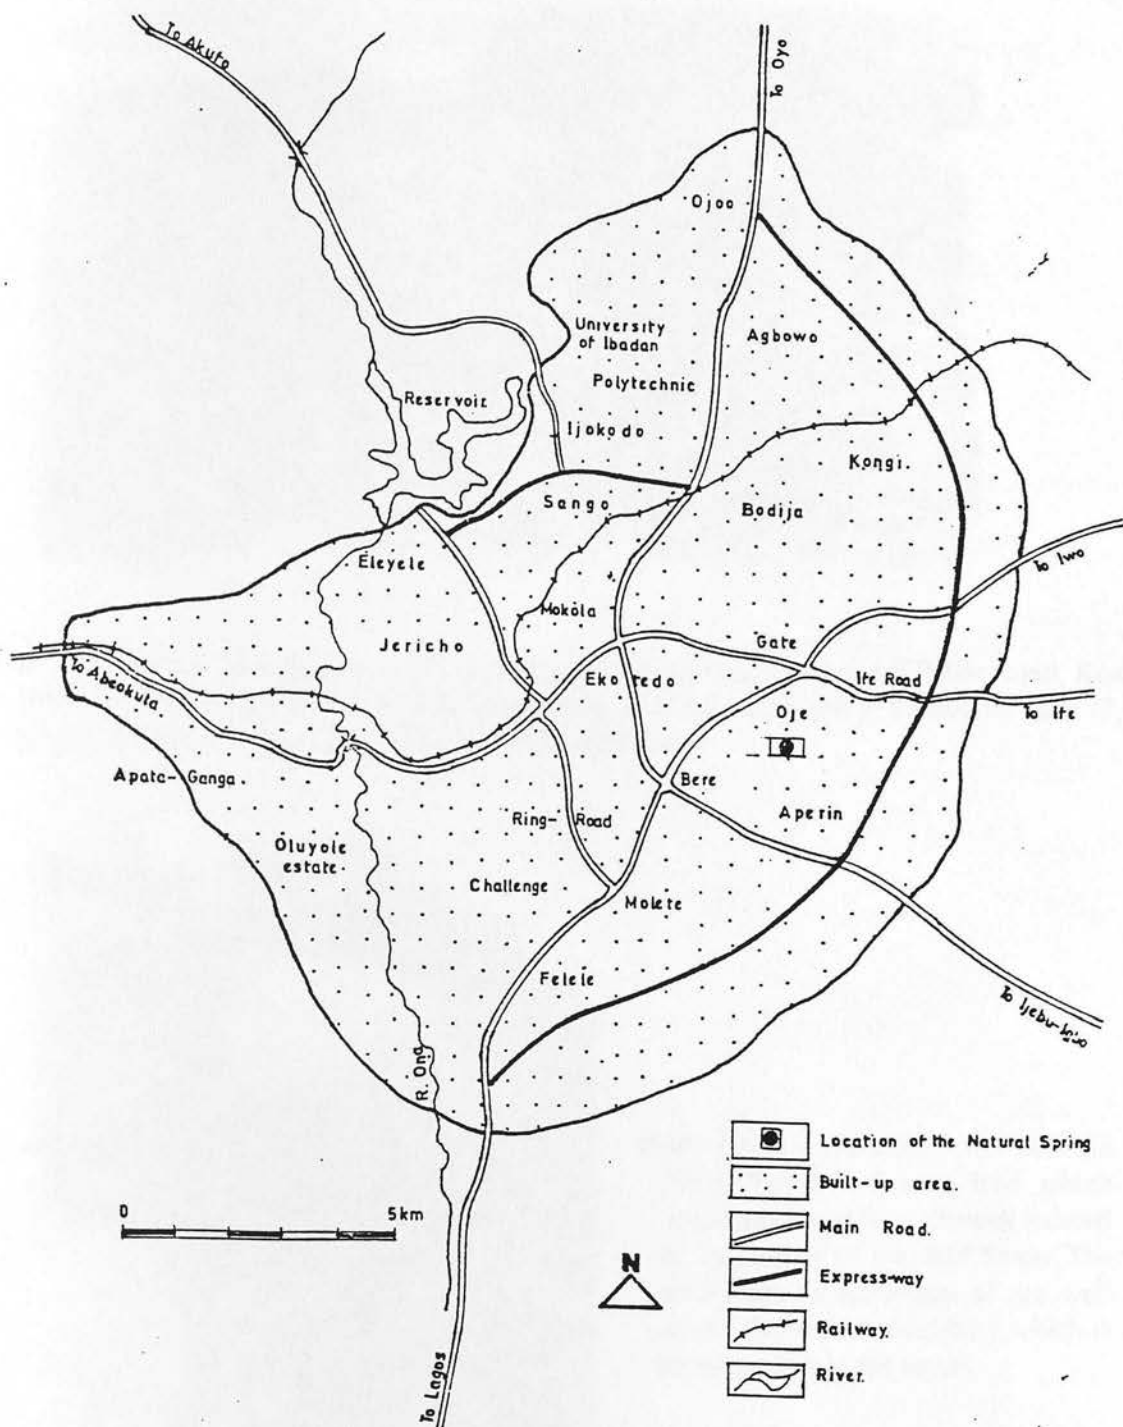 To Akufo
To Oyo
Ojoo
University
of Ibadan
Agbowo
Polytechnic
Reservoir.
Ijokodo
Kongi.
Sango
Bodija
Eleyele
To Iwo
Mokola
Jericho
Gate
To Abeokuta
Eko tedo
Ife Road
To Ife
Oje
Apata-Ganga.
Bere
Aperin
Ring-Road
Oluyole
estate.
Challenge
Molete
Felele
To Ijebu-
R. Ona
Location of the Natural Spring
Built-up area.
0 5km
Main Road.
N
Express-way
Railway.
River.
To Lagos